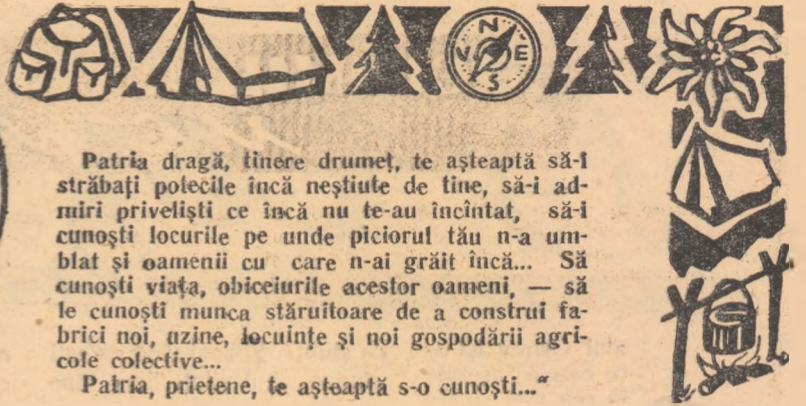 N
V E
S
Patria dragă, tinere drumeț, te așteaptă să-i
străbați potecile încă neștiute de tine, să-i ad-
miri priveliști ce încă nu te-au încîntat, să-i
cunoști locurile pe unde piciorul tău n-a um-
blat și oamenii cu care n-ai grăit încă... Să
cunoști viața, obiceiurile acestor oameni, — să
le cunoști munca stăruitoare de a construi fa-
brici noi, uzine, locuințe și noi gospodării agri-
cole colective...
Patria, prietene, te așteaptă s-o cunoști...“